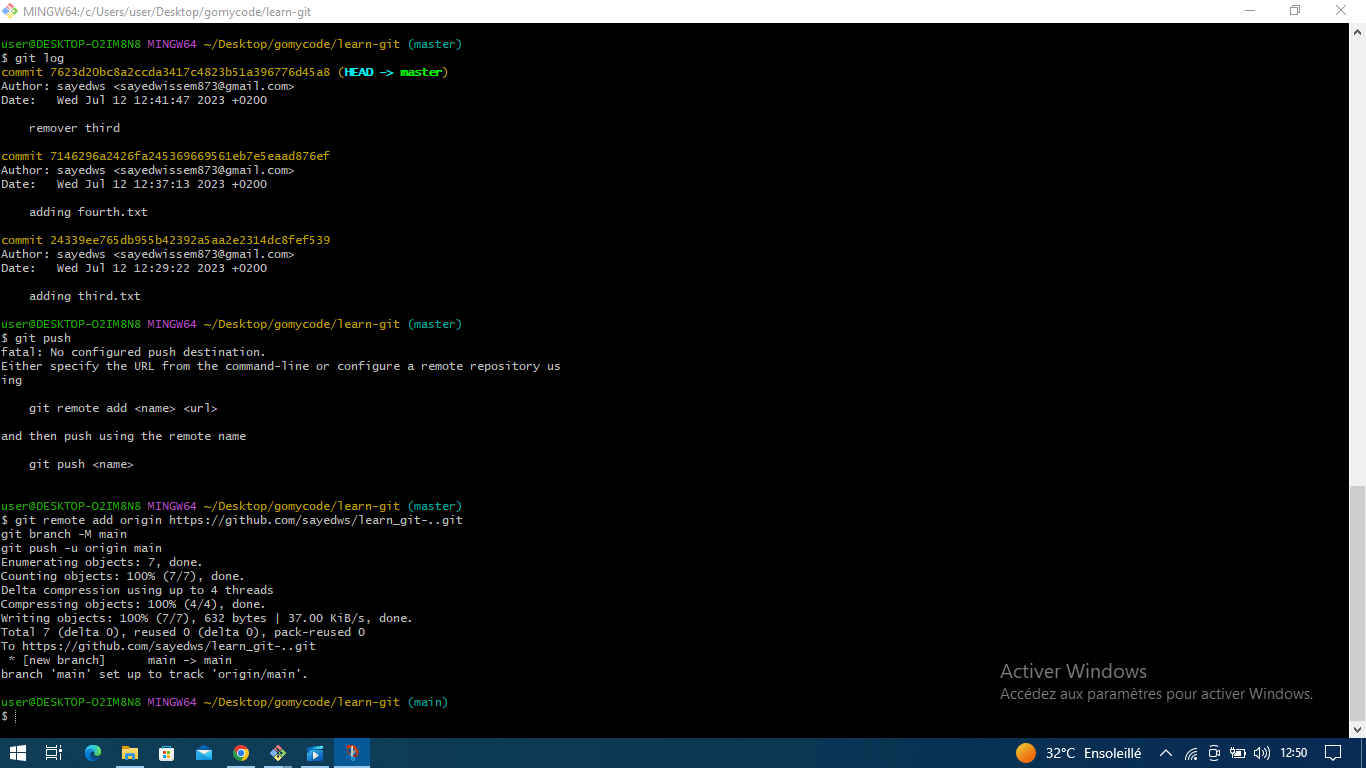 MINGW64:/c/Users/user/Desktop/gomycode/learn-git
user@DESKTOP-O2IM8N8 MINGW64 ~/Desktop/gomycode/learn-git (master)
$ git log
commit 7623d20bc8a2ccda3417c4823b51a396776d45a8 (HEAD -> master)
Author: sayedws <sayedwissem873@gmail.com>
Date:   Wed Jul 12 12:41:47 2023 +0200
remover third
commit 7146296a2426fa245369669561eb7e5eaad876ef
Author: sayedws <sayedwissem873@gmail.com>
Date:   Wed Jul 12 12:37:13 2023 +0200
adding fourth.txt
commit 24339ee765db955b42392a5aa2e2314dc8fef539
Author: sayedws <sayedwissem873@gmail.com>
Date:   Wed Jul 12 12:29:22 2023 +0200
adding third.txt
user@DESKTOP-O2IM8N8 MINGW64 ~/Desktop/gomycode/learn-git (master)
$ git push
fatal: No configured push destination.
Either specify the URL from the command-line or configure a remote repository us
ing
git remote add <name> <url>
and then push using the remote name
git push <name>
user@DESKTOP-O2IM8N8 MINGW64 ~/Desktop/gomycode/learn-git (master)
$ git remote add origin https://github.com/sayedws/learn_git-..git
git branch -M main
git push -u origin main
Enumerating objects: 7, done.
Counting objects: 100% (7/7), done.
Delta compression using up to 4 threads
Compressing objects: 100% (4/4), done.
Writing objects: 100% (7/7), 632 bytes | 37.00 KiB/s, done.
Total 7 (delta 0), reused 0 (delta 0), pack-reused 0
To https://github.com/sayedws/learn_git-..git
 * [new branch]      main -> main
branch 'main' set up to track 'origin/main'.
user@DESKTOP-O2IM8N8 MINGW64 ~/Desktop/gomycode/learn-git (main)
$
Activer Windows
Accédez aux paramètres pour activer Windows.
32°C Ensoleillé
12:50